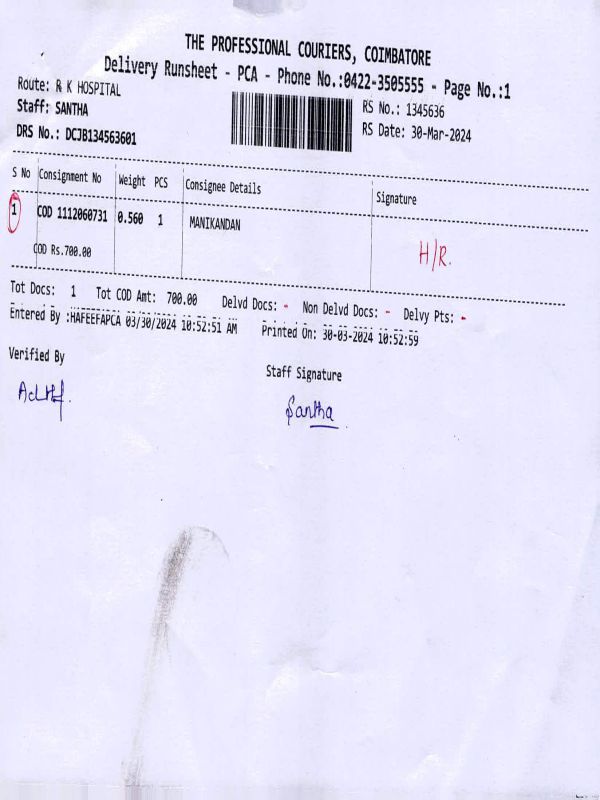 THE PROFESSIONAL COURIERS, COIMBATORE
Delivery Runsheet - PCA - Phone No.:0422-3505555 - Page No.:1
Route: R K HOSPITAL
Staff: SANTHA
DRS No.: DCJB134563601
RS No.: 1345636
RS Date: 30-Mar-2024
S No Consignment No Weight PCS Consignee Details Signature
1 COD 1112060731 0.560 1 MANIKANDAN
COD Rs.700.00
H/R.
Tot Docs: 1 Tot COD Amt: 700.00 Delvd Docs: - Non Delvd Docs: - Delvy Pts: -
Entered By :HAFEEFAPCA 03/30/2024 10:52:51 AM Printed On: 30-03-2024 10:52:59
Verified By
Staff Signature
Santha